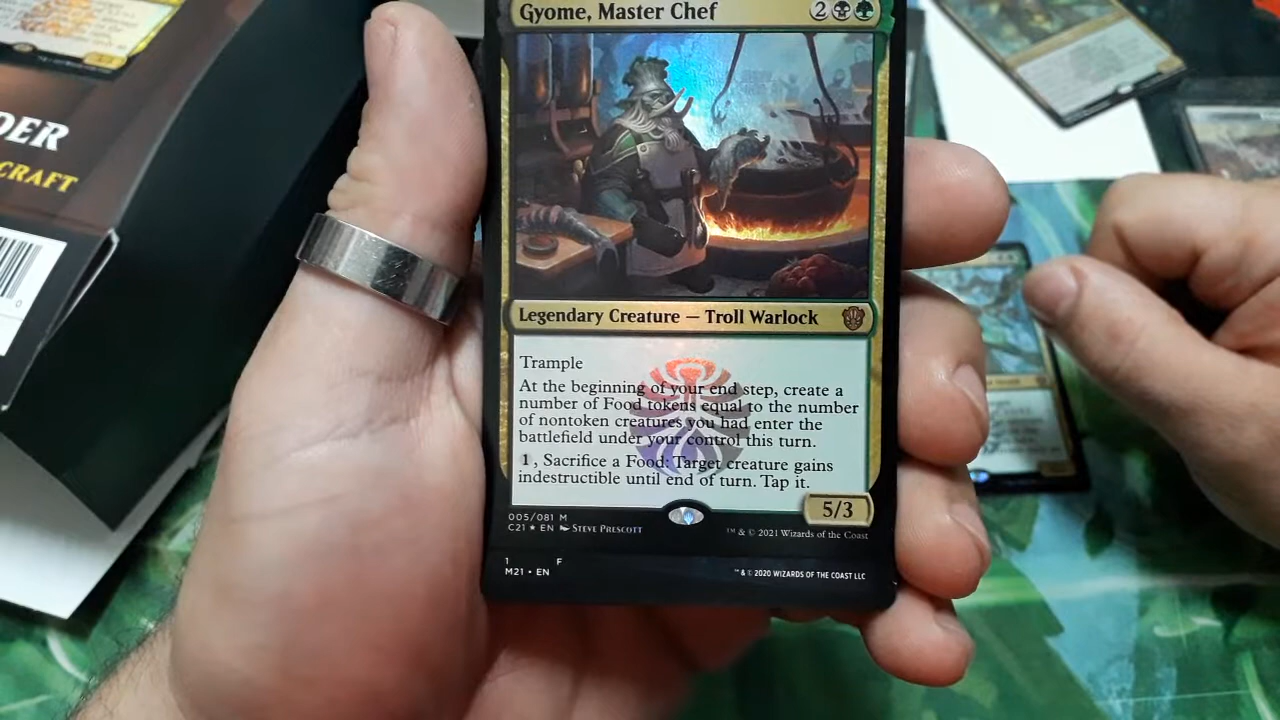 Gyome, Master Chef 2
DER
CRAFT
Legendary Creature — Troll Warlock
Trample
At the beginning of your end step, create a
number of Food tokens equal to the number
of nontoken creatures you had enter the
battlefield under your control this turn.
1, Sacrifice a Food: Target creature gains
indestructible until end of turn. Tap it.
5/3
005/081 M
C21 ★ EN STEVE PRESCOTT
™ & © 2021 Wizards of the Coast
1 F
M21 • EN
™ & © 2020 WIZARDS OF THE COAST LLC
0